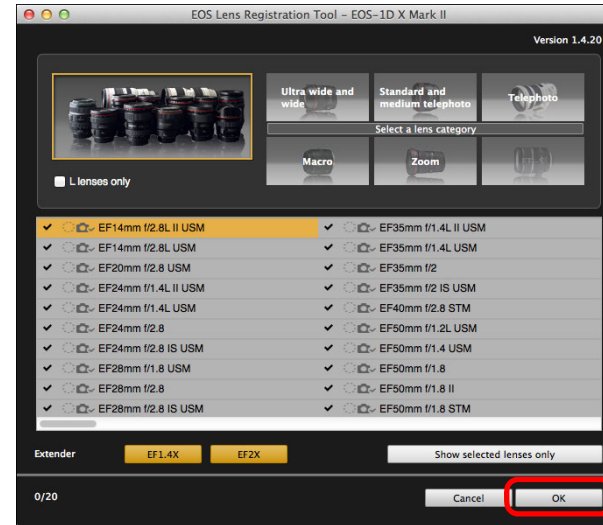 EOS Lens Registration Tool – EOS-1D X Mark II
Version 1.4.20
Ultra wide and
wide
Standard and
medium telephoto
Telephoto
Select a lens category
Macro
Zoom
L lenses only
EF14mm f/2.8L II USM
EF35mm f/1.4L II USM
EF14mm f/2.8L USM
EF35mm f/1.4L USM
EF20mm f/2.8 USM
EF35mm f/2
EF24mm f/1.4L II USM
EF35mm f/2 IS USM
EF24mm f/1.4L USM
EF40mm f/2.8 STM
EF24mm f/2.8
EF50mm f/1.2L USM
EF24mm f/2.8 IS USM
EF50mm f/1.4 USM
EF28mm f/1.8 USM
EF50mm f/1.8
EF28mm f/2.8
EF50mm f/1.8 II
EF28mm f/2.8 IS USM
EF50mm f/1.8 STM
Extender
EF1.4X
EF2X
Show selected lenses only
0/20
Cancel
OK